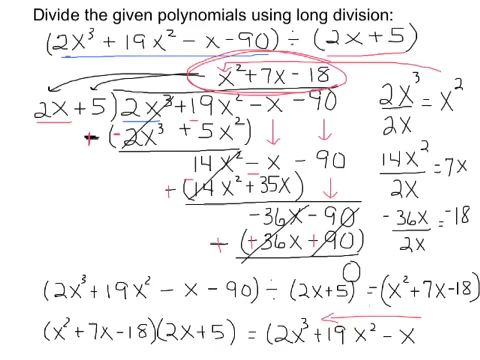 Divide the given polynomials using long division:
(2x³ + 19x² - x - 90) ÷ (2x + 5)
x² + 7x - 18
2x + 5) 2x³ + 19x² - x - 90
2x³/2x = x²
-(2x³ + 5x²)
14x² - x - 90
14x²/2x = 7x
+(-14x² + 35x)
-36x - 90
-36x/2x = -18
+(+36x + 90)
0
(2x³ + 19x² - x - 90) ÷ (2x + 5) = (x² + 7x - 18)
(x² + 7x - 18)(2x + 5) = (2x³ + 19x² - x